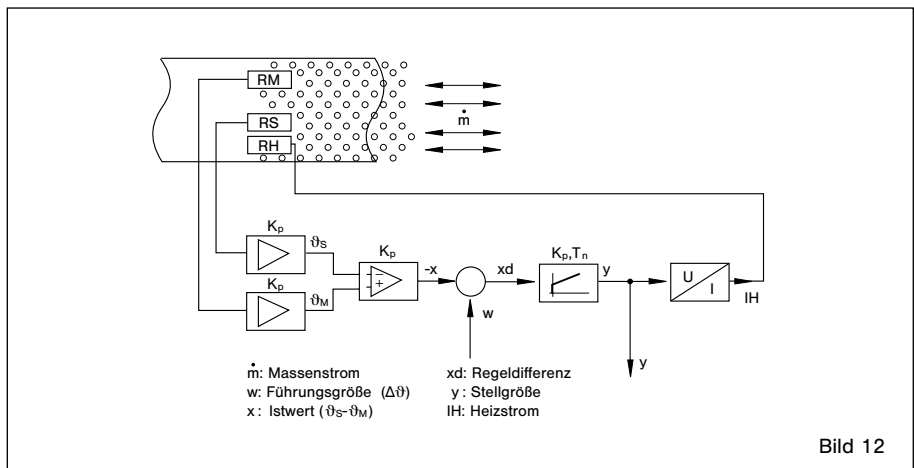 RM
RS
RH
ṁ
Kₚ
ϑS
Kₚ
Kₚ
ϑM
-x
xd
w
Kₚ,Tₙ
y
U
I
IH
y
ṁ: Massenstrom
w: Führungsgröße (Δϑ)
x : Istwert (ϑS-ϑM)
xd: Regeldifferenz
y : Stellgröße
IH: Heizstrom
Bild 12